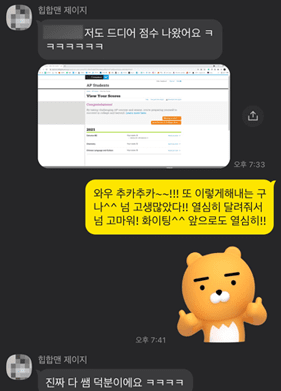 힙합맨 제이지
저도 드디어 점수 나왔어요 ㅋ
ㅋㅋㅋㅋㅋㅋ
AP Students
View Your Scores
Congratulations!
2021
오후 7:33
와우 추카추카~~!!! 또 이렇게해내는 구
나^^ 넘 고생많았다!! 열심히 달려줘서
넘 고마워! 화이팅^^ 앞으로도 열심히!!
오후 7:41
힙합맨 제이지
진짜 다 쌤 덕분이에요 ㅋㅋㅋㅋ